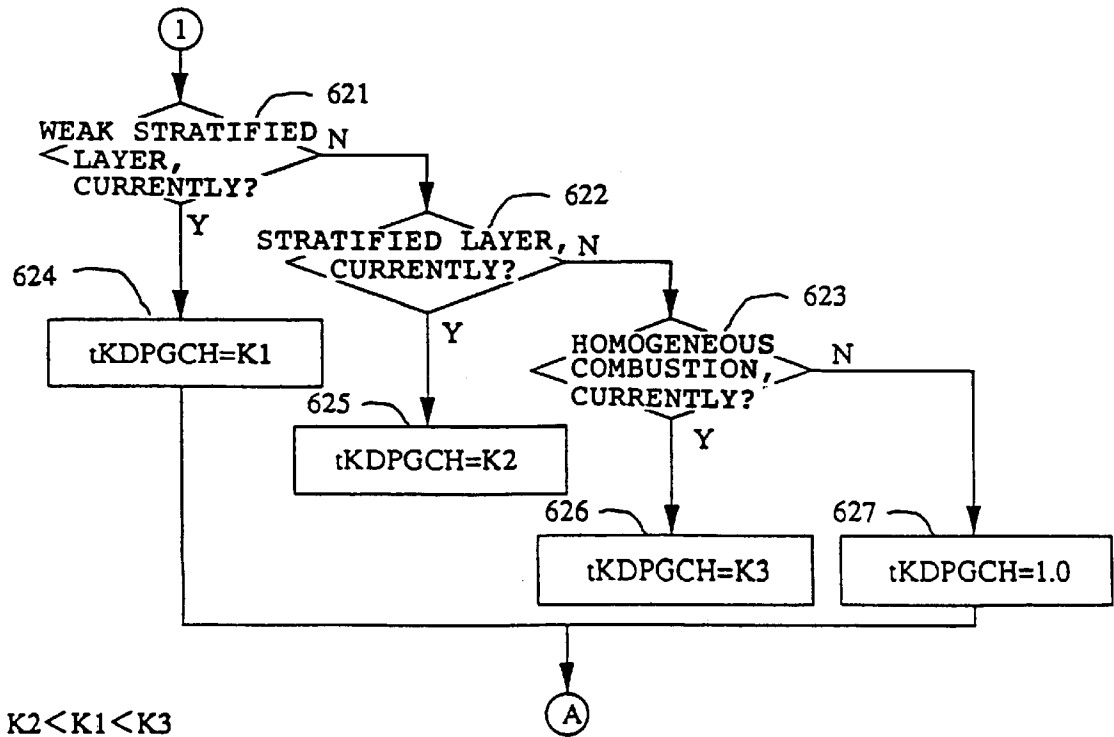 1
621
WEAK STRATIFIED
LAYER,
CURRENTLY?
N
Y
622
STRATIFIED LAYER,
CURRENTLY?
N
Y
623
HOMOGENEOUS
COMBUSTION,
CURRENTLY?
N
Y
624
tKDPGCH=K1
625
tKDPGCH=K2
626
tKDPGCH=K3
627
tKDPGCH=1.0
A
K2<K1<K3